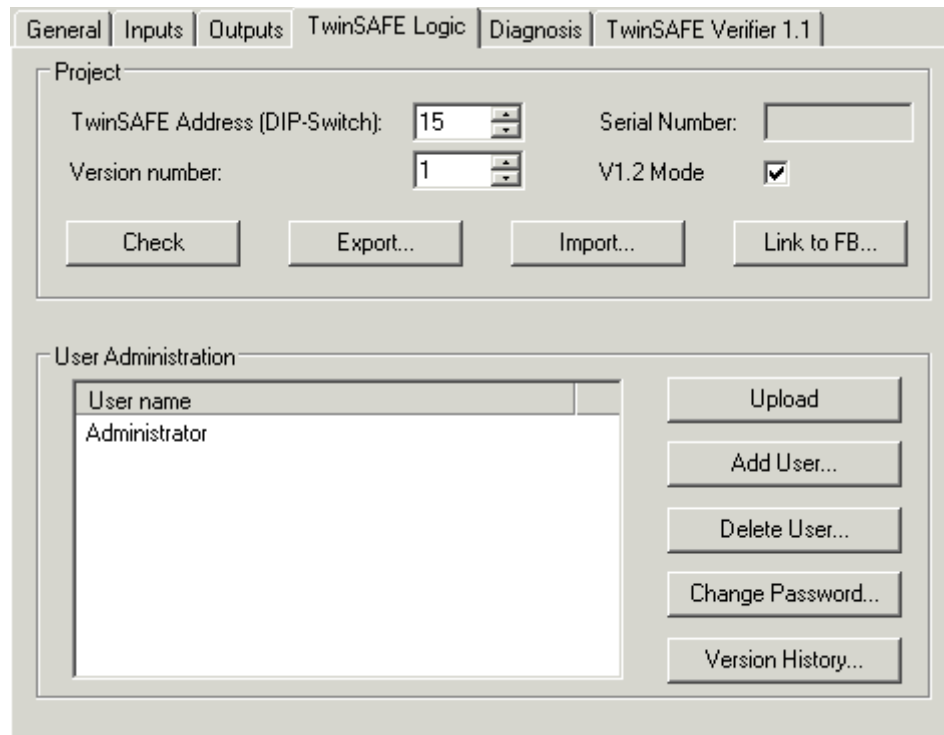 General Inputs Outputs TwinSAFE Logic Diagnosis TwinSAFE Verifier 1.1
Project
TwinSAFE Address (DIP-Switch): 15 Serial Number:
Version number: 1 V1.2 Mode
Check Export... Import... Link to FB...
User Administration
User name
Administrator
Upload
Add User...
Delete User...
Change Password...
Version History...